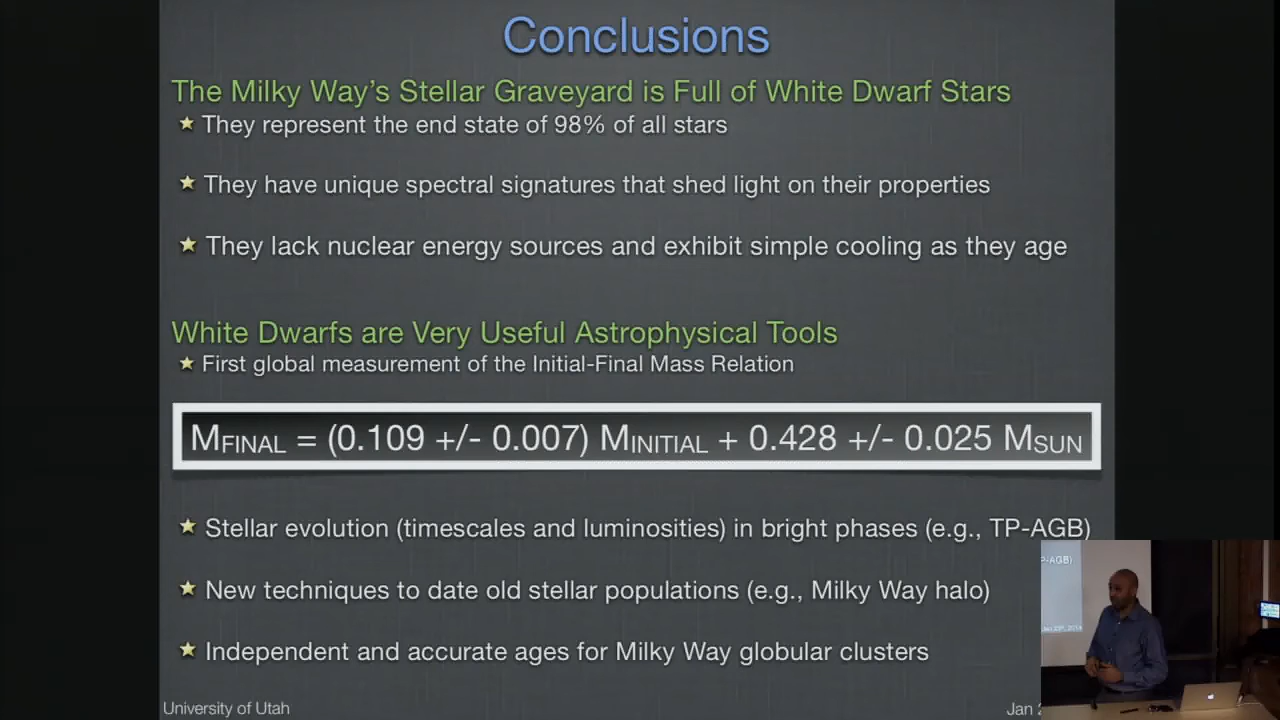 Conclusions
The Milky Way's Stellar Graveyard is Full of White Dwarf Stars
They represent the end state of 98% of all stars
They have unique spectral signatures that shed light on their properties
They lack nuclear energy sources and exhibit simple cooling as they age
White Dwarfs are Very Useful Astrophysical Tools
First global measurement of the Initial-Final Mass Relation
MFINAL = (0.109 +/- 0.007) MINITIAL + 0.428 +/- 0.025 MSUN
Stellar evolution (timescales and luminosities) in bright phases (e.g., TP-AGB)
New techniques to date old stellar populations (e.g., Milky Way halo)
Independent and accurate ages for Milky Way globular clusters
University of Utah
Jan